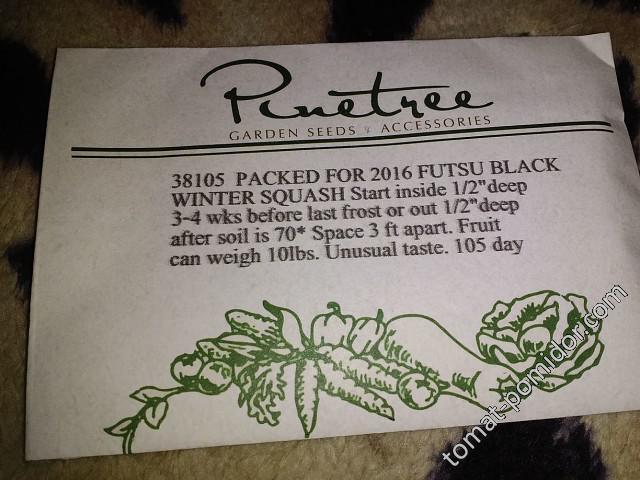 Pinetree
GARDEN SEEDS & ACCESSORIES
38105 PACKED FOR 2016 FUTSU BLACK
WINTER SQUASH Start inside 1/2"deep
3-4 wks before last frost or out 1/2"deep
after soil is 70* Space 3 ft apart. Fruit
can weigh 10lbs. Unusual taste. 105 day
tomat-pomidor.com